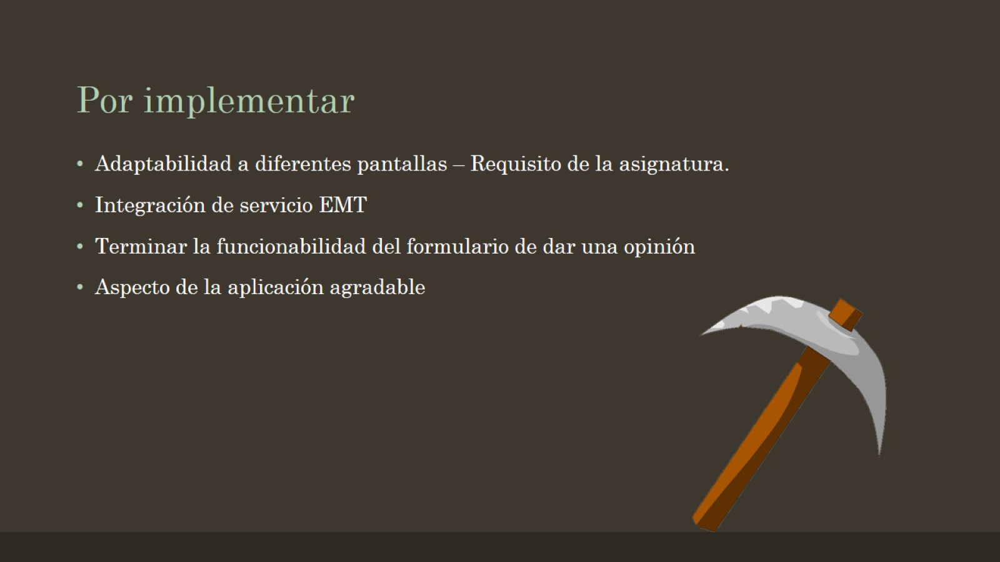 Por implementar
• Adaptabilidad a diferentes pantallas – Requisito de la asignatura.
• Integración de servicio EMT
• Terminar la funcionabilidad del formulario de dar una opinión
• Aspecto de la aplicación agradable